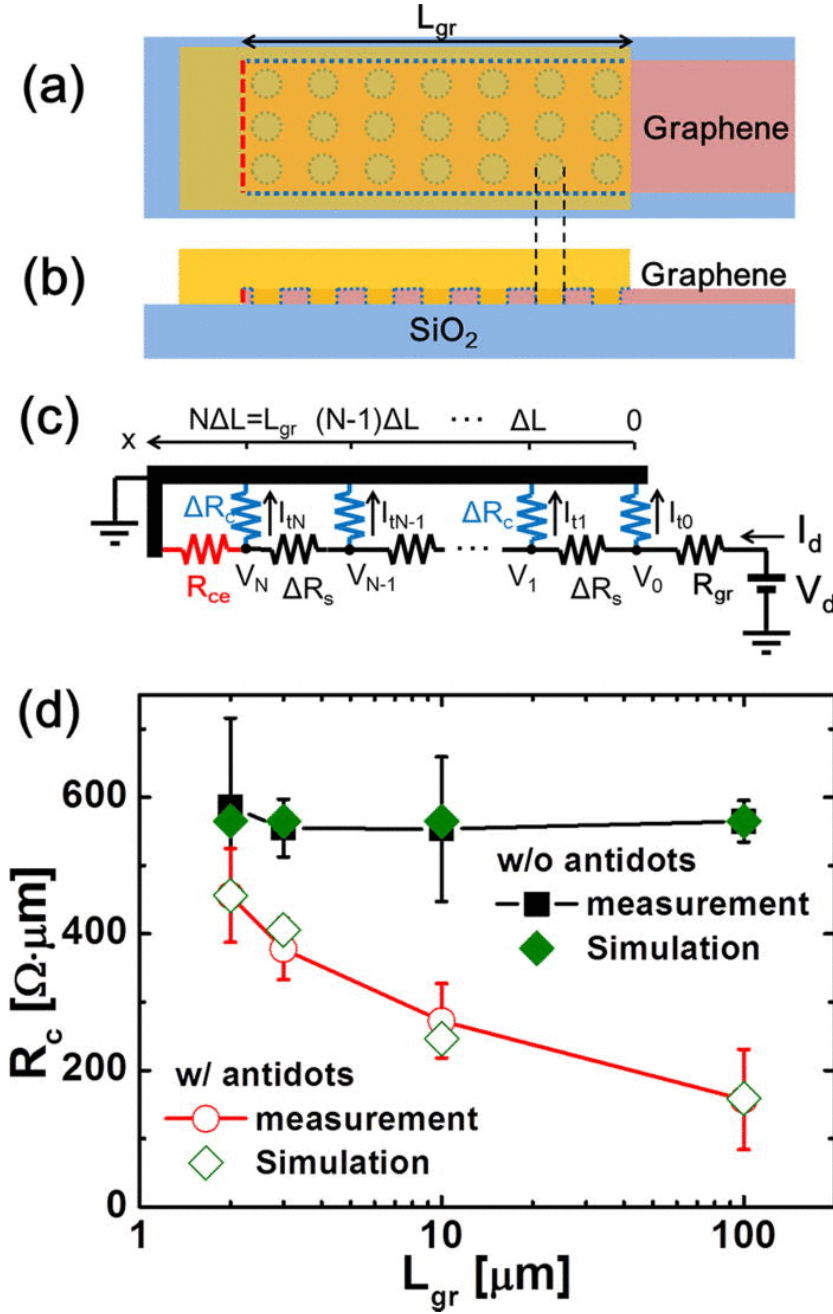 L_gr
(a)
Graphene
(b)
Graphene
SiO₂
(c)
x NΔL=L_gr (N-1)ΔL ··· ΔL 0
ΔR_c I_tN I_tN-1 ΔR_c I_t1 I_t0 I_d
R_ce V_N ΔR_s V_N-1 ··· V_1 ΔR_s V_0 R_gr V_d
(d)
600
w/o antidots
measurement
Simulation
400
R_c [Ω·μm]
200
w/ antidots
measurement
Simulation
0
1 10 100
L_gr [μm]